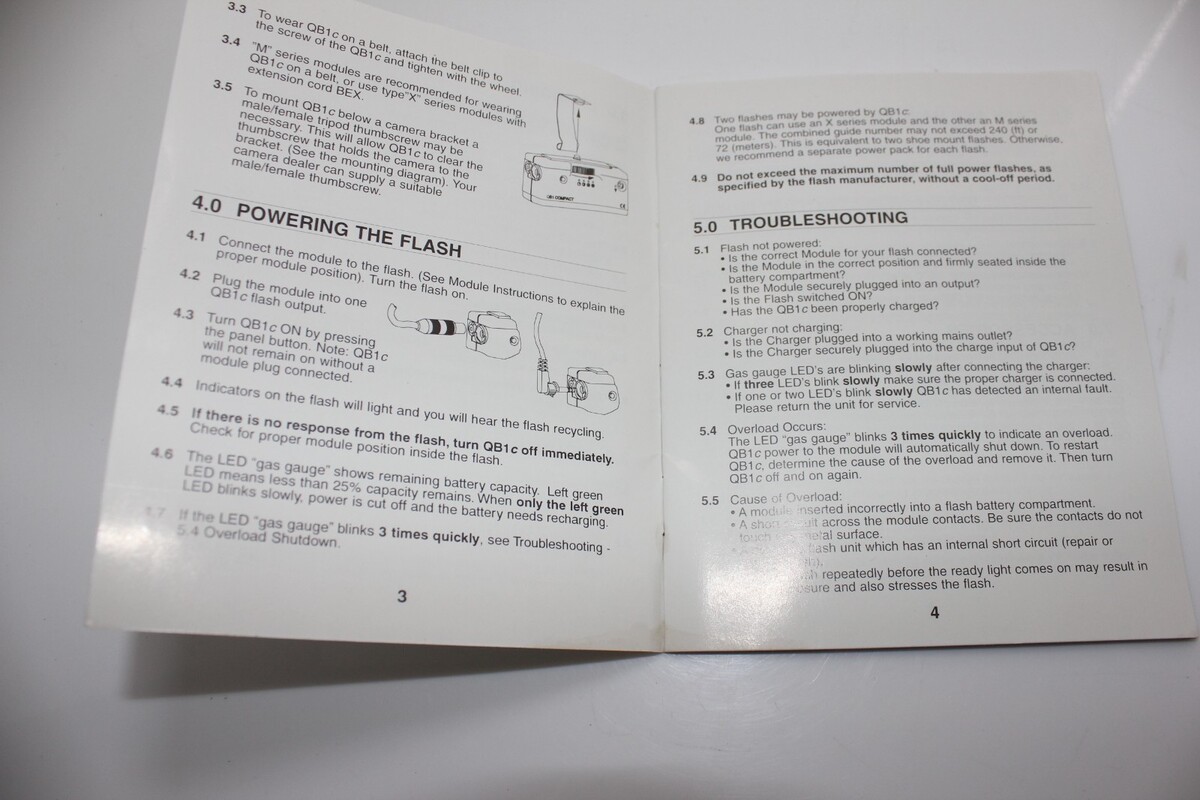 3.3 To wear QB1c on a belt, attach the belt clip to
the screw of the QB1c and tighten with the wheel.
3.4 "M" series modules are recommended for wearing
QB1c on a belt, or use type"X" series modules with
extension cord BEX.
3.5 To mount QB1c below a camera bracket a
male/female tripod thumbscrew may be
necessary. This will allow QB1c to clear the
thumbscrew that holds the camera to the
bracket. (See the mounting diagram). Your
camera dealer can supply a suitable
male/female thumbscrew.
QB1 COMPACT
CE
4.0 POWERING THE FLASH
4.1 Connect the module to the flash. (See Module Instructions to explain the
proper module position). Turn the flash on.
4.2 Plug the module into one
QB1c flash output.
4.3 Turn QB1c ON by pressing
the panel button. Note: QB1c
will not remain on without a
module plug connected.
4.4 Indicators on the flash will light and you will hear the flash recycling.
4.5 If there is no response from the flash, turn QB1c off immediately.
Check for proper module position inside the flash.
4.6 The LED "gas gauge" shows remaining battery capacity. Left green
LED means less than 25% capacity remains. When only the left green
LED blinks slowly, power is cut off and the battery needs recharging.
4.7 If the LED "gas gauge" blinks 3 times quickly, see Troubleshooting -
5.4 Overload Shutdown.
3
4.8 Two flashes may be powered by QB1c.
One flash can use an X series module and the other an M series
module. The combined guide number may not exceed 240 (ft) or
72 (meters). This is equivalent to two shoe mount flashes. Otherwise,
we recommend a separate power pack for each flash.
4.9 Do not exceed the maximum number of full power flashes, as
specified by the flash manufacturer, without a cool-off period.
5.0 TROUBLESHOOTING
5.1 Flash not powered:
• Is the correct Module for your flash connected?
• Is the Module in the correct position and firmly seated inside the
battery compartment?
• Is the Module securely plugged into an output?
• Is the Flash switched ON?
• Has the QB1c been properly charged?
5.2 Charger not charging:
• Is the Charger plugged into a working mains outlet?
• Is the Charger securely plugged into the charge input of QB1c?
5.3 Gas gauge LED's are blinking slowly after connecting the charger:
• If three LED's blink slowly make sure the proper charger is connected.
• If one or two LED's blink slowly QB1c has detected an internal fault.
Please return the unit for service.
5.4 Overload Occurs:
The LED "gas gauge" blinks 3 times quickly to indicate an overload.
QB1c power to the module will automatically shut down. To restart
QB1c, determine the cause of the overload and remove it. Then turn
QB1c off and on again.
5.5 Cause of Overload:
• A module inserted incorrectly into a flash battery compartment.
• A short circuit across the module contacts. Be sure the contacts do not
touch metal surface.
flash unit which has an internal short circuit (repair or
repeatedly before the ready light comes on may result in
and also stresses the flash.
4